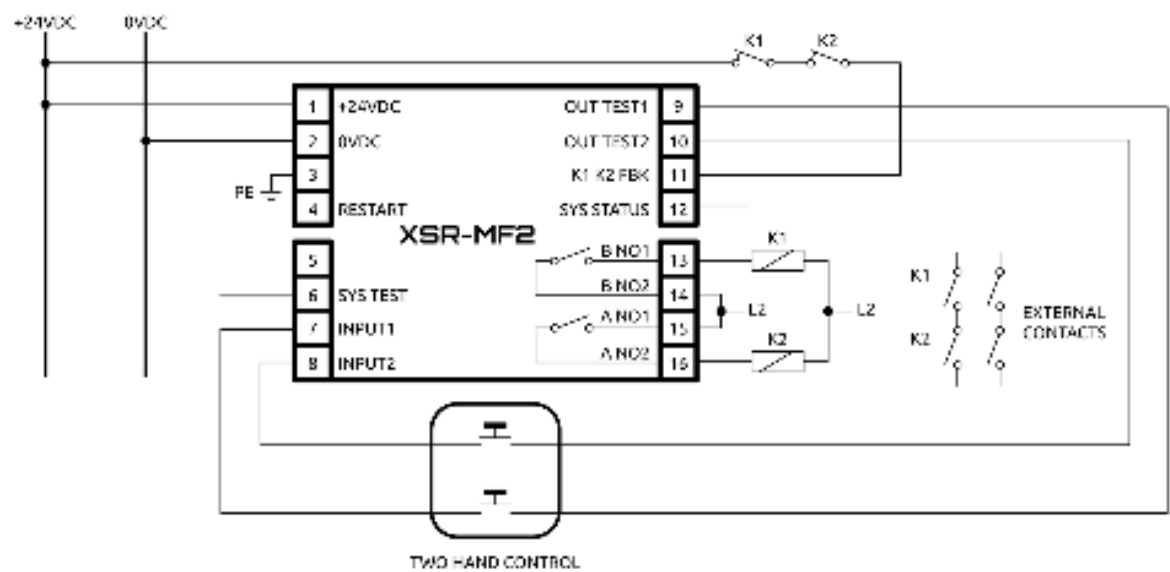 +24VDC 0VDC
K1 K2
1 +24VDC OUT TEST1 9
2 0VDC OUT TEST2 10
3 K1 K2 FBK 11
PE
4 RESTART SYS STATUS 12
XSR-MF2
5 B NO1 13 K1
6 SYS TEST B NO2 14
7 INPUT1 A NO1 15
8 INPUT2 A NO2 16 K2
L2 L2
K1
K2
EXTERNAL
CONTACTS
TWO HAND CONTROL